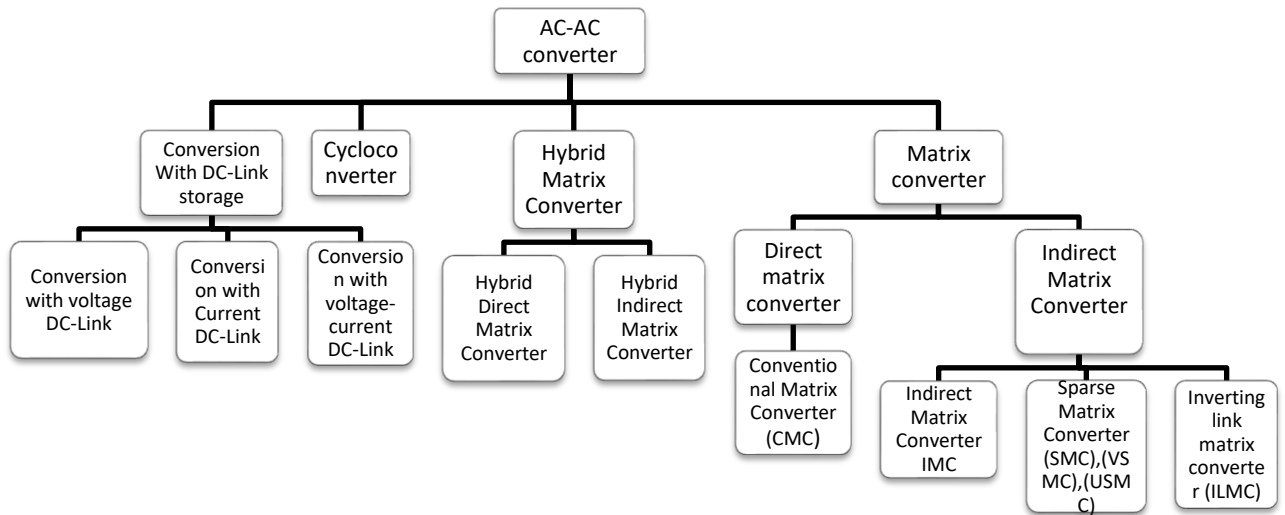 AC-AC
converter
Conversion
With DC-Link
storage
Cycloco
nverter
Hybrid
Matrix
Converter
Matrix
converter
Conversion
with voltage
DC-Link
Conversi
on with
Current
DC-Link
Conversio
n with
voltage-
current
DC-Link
Hybrid
Direct
Matrix
Converter
Hybrid
Indirect
Matrix
Converter
Direct
matrix
converter
Indirect
Matrix
Converter
Conventio
nal Matrix
Converter
(CMC)
Indirect
Matrix
Converter
IMC
Sparse
Matrix
Converter
(SMC),(VS
MC),(USM
C)
Inverting
link
matrix
converte
r (ILMC)